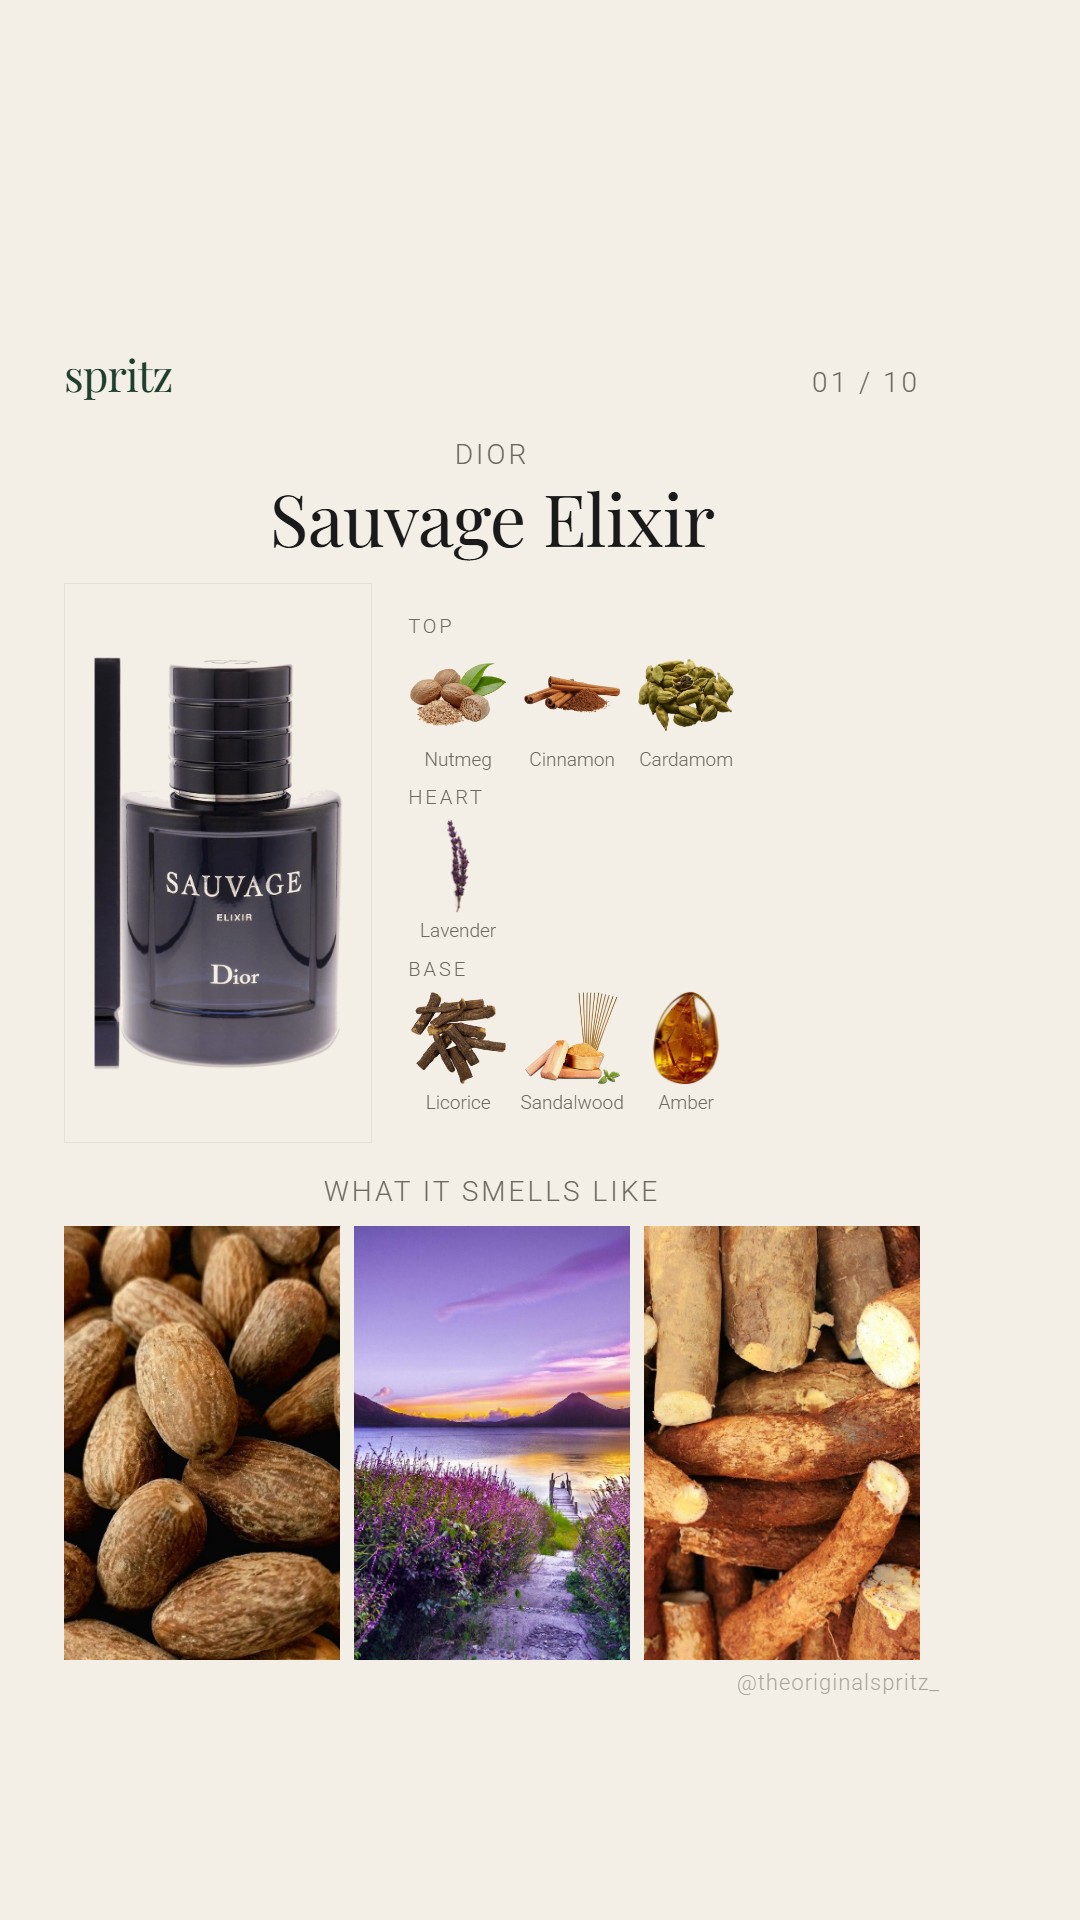 spritz
01 / 10
DIOR
Sauvage Elixir
TOP
Nutmeg Cinnamon Cardamom
HEART
Lavender
BASE
Licorice Sandalwood Amber
SAUVAGE
ELIXIR
Dior
WHAT IT SMELLS LIKE
@theoriginalspritz_